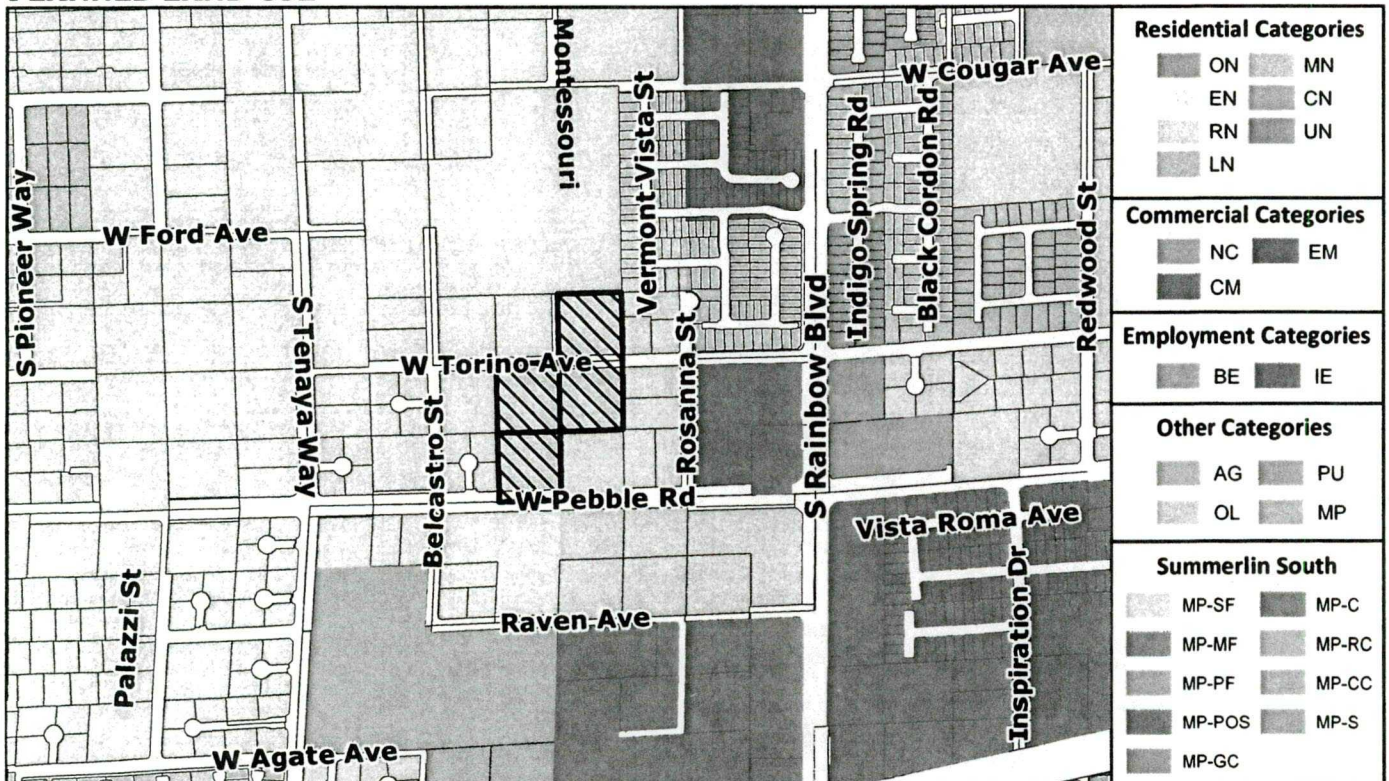 Montessouri
W Cougar Ave
Vermont Vista St
Indigo Spring Rd
Black Cordon Rd
S Pioneer Way
W Ford Ave
Redwood St
S Tenaya Way
S Rainbow Blvd
W Torino Ave
Rosanna St
Belcastro St
W Pebble Rd
Vista Roma Ave
Palazzi St
Raven Ave
Inspiration Dr
W Agate Ave
Residential Categories
ON MN
EN CN
RN UN
LN
Commercial Categories
NC EM
CM
Employment Categories
BE IE
Other Categories
AG PU
OL MP
Summerlin South
MP-SF MP-C
MP-MF MP-RC
MP-PF MP-CC
MP-POS MP-S
MP-GC